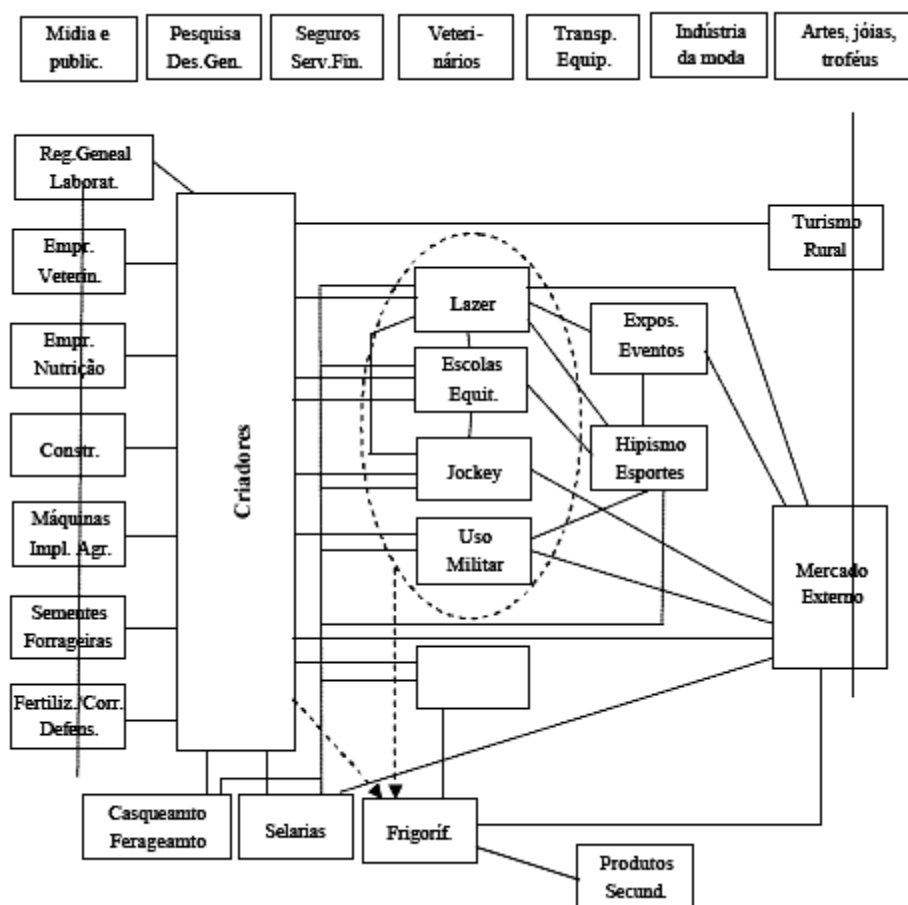 Mídia e
public.
Pesquisa
Des.Gen.
Seguros
Serv.Fin.
Veteri-
nários
Transp.
Equip.
Indústria
da moda
Artes, jóias,
troféus
Reg.Geneal
Laborat.
Empr.
Veterin.
Empr.
Nutrição
Constr.
Máquinas
Impl. Agr.
Sementes
Forrageiras
Fertiliz./Corr.
Defens.
Criadores
Lazer
Escolas
Equit.
Jockey
Uso
Militar
Expos.
Eventos
Hipismo
Esportes
Turismo
Rural
Mercado
Externo
Casqueamto
Ferageamto
Selarias
Frigoríf.
Produtos
Secund.